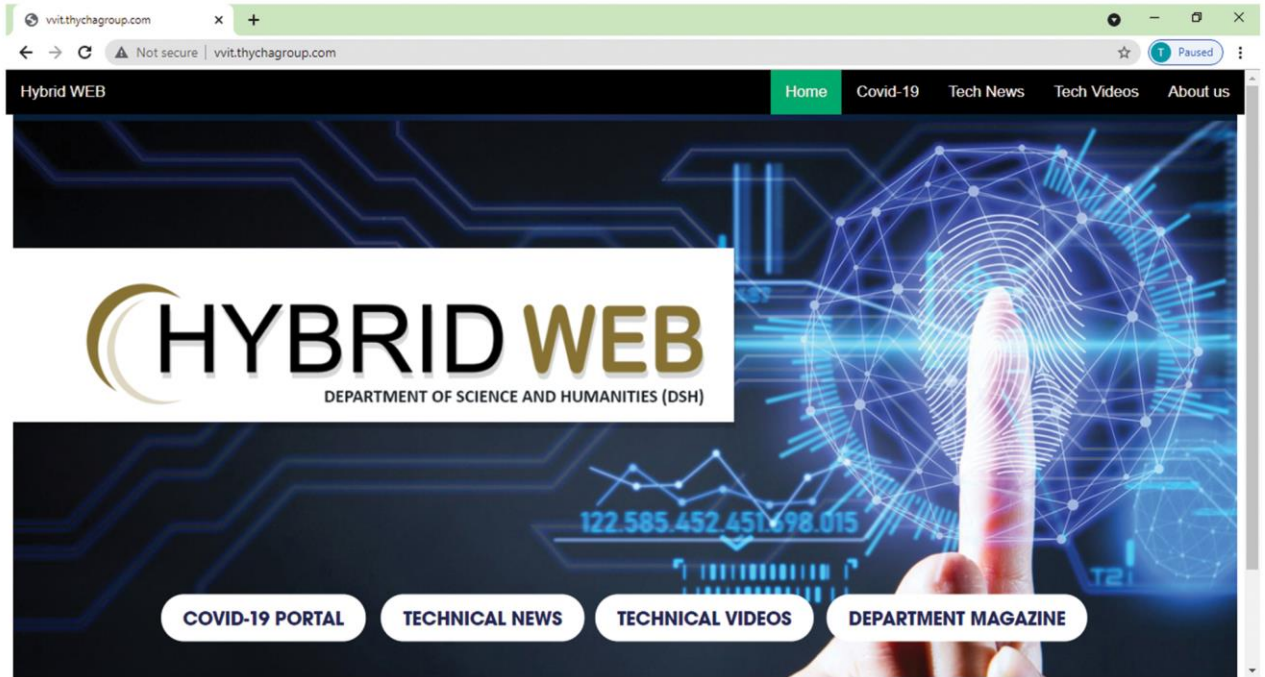 vvit.thychagroup.com
Not secure | vvit.thychagroup.com
T Paused
Hybrid WEB Home Covid-19 Tech News Tech Videos About us
HYBRID WEB
DEPARTMENT OF SCIENCE AND HUMANITIES (DSH)
122.585.452.451.598.015
T21
COVID-19 PORTAL TECHNICAL NEWS TECHNICAL VIDEOS DEPARTMENT MAGAZINE